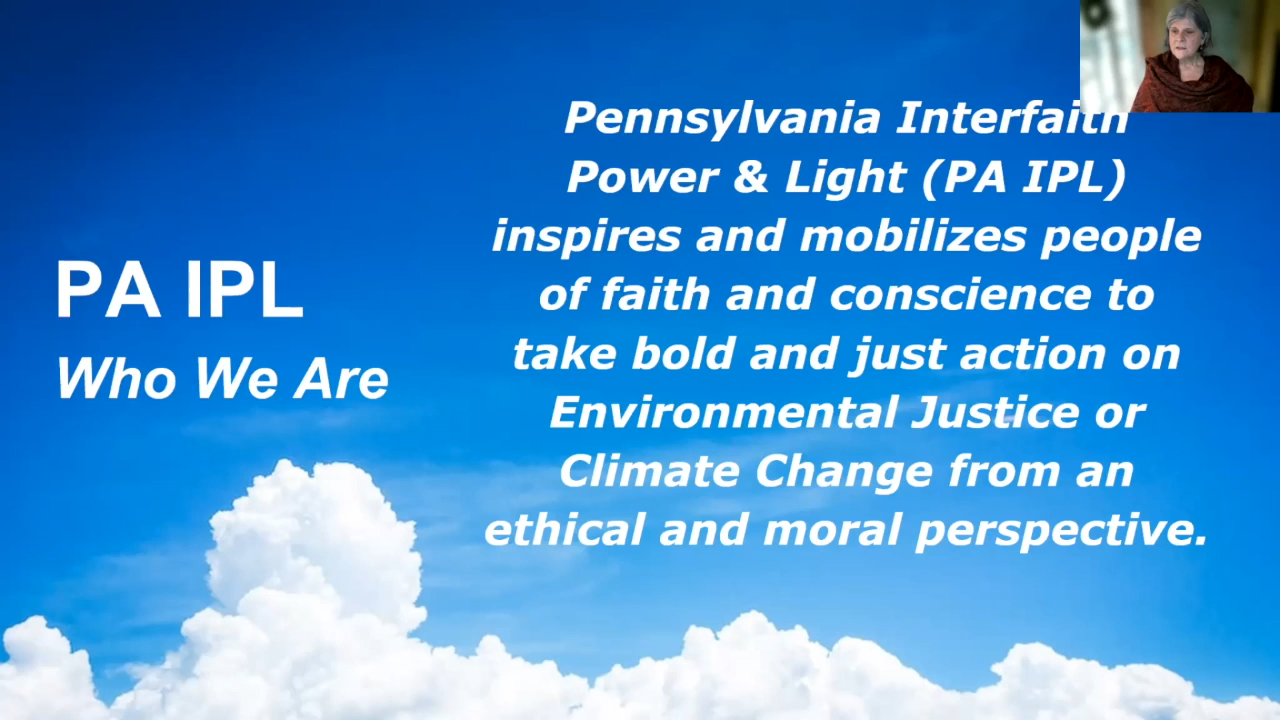 PA IPL
Who We Are
Pennsylvania Interfaith
Power & Light (PA IPL)
inspires and mobilizes people
of faith and conscience to
take bold and just action on
Environmental Justice or
Climate Change from an
ethical and moral perspective.